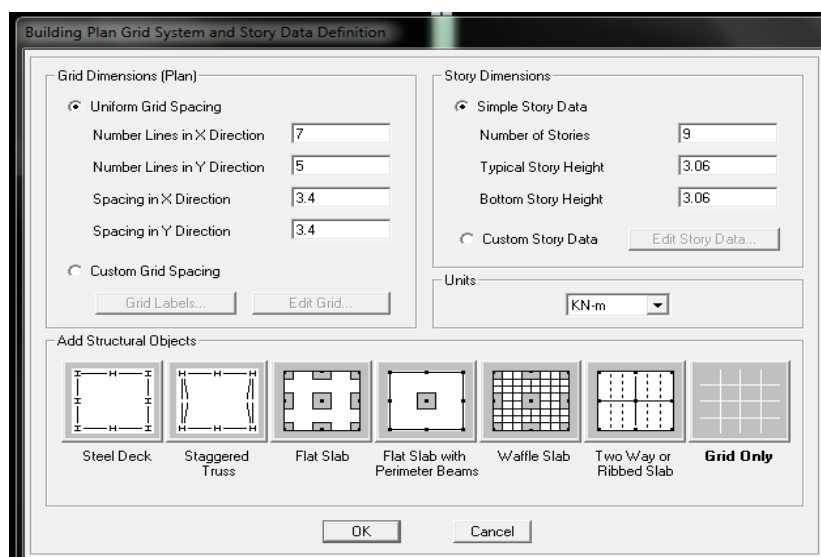 Building Plan Grid System and Story Data Definition
Grid Dimensions (Plan)
Uniform Grid Spacing
Number Lines in X Direction 7
Number Lines in Y Direction 5
Spacing in X Direction 3.4
Spacing in Y Direction 3.4
Custom Grid Spacing
Grid Labels... Edit Grid...
Story Dimensions
Simple Story Data
Number of Stories 9
Typical Story Height 3.06
Bottom Story Height 3.06
Custom Story Data Edit Story Data...
Units
KN-m
Add Structural Objects
Steel Deck
Staggered
Truss
Flat Slab
Flat Slab with
Perimeter Beams
Waffle Slab
Two Way or
Ribbed Slab
Grid Only
OK Cancel